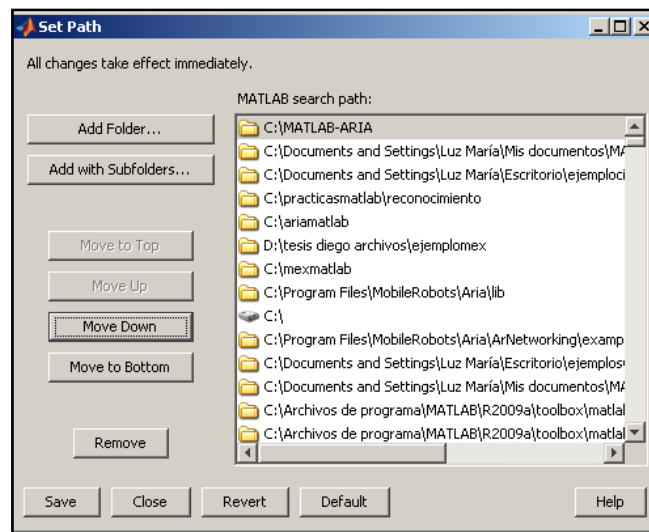 Set Path
All changes take effect immediately.
MATLAB search path:
Add Folder...
Add with Subfolders...
Move to Top
Move Up
Move Down
Move to Bottom
Remove
C:\MATLAB-ARIA
C:\Documents and Settings\Luz María\Mis documentos\MA
C:\Documents and Settings\Luz María\Escritorio\ejemploci
C:\practicasmatlab\reconocimiento
C:\ariamatlab
D:\tesis diego archivos\ejemplomex
C:\mexmatlab
C:\Program Files\MobileRobots\Aria\lib
C:\
C:\Program Files\MobileRobots\Aria\ArNetworking\examp
C:\Documents and Settings\Luz María\Escritorio\ejemplos
C:\Documents and Settings\Luz María\Mis documentos\MA
C:\Archivos de programa\MATLAB\R2009a\toolbox\matla
C:\Archivos de programa\MATLAB\R2009a\toolbox\matla
Save
Close
Revert
Default
Help